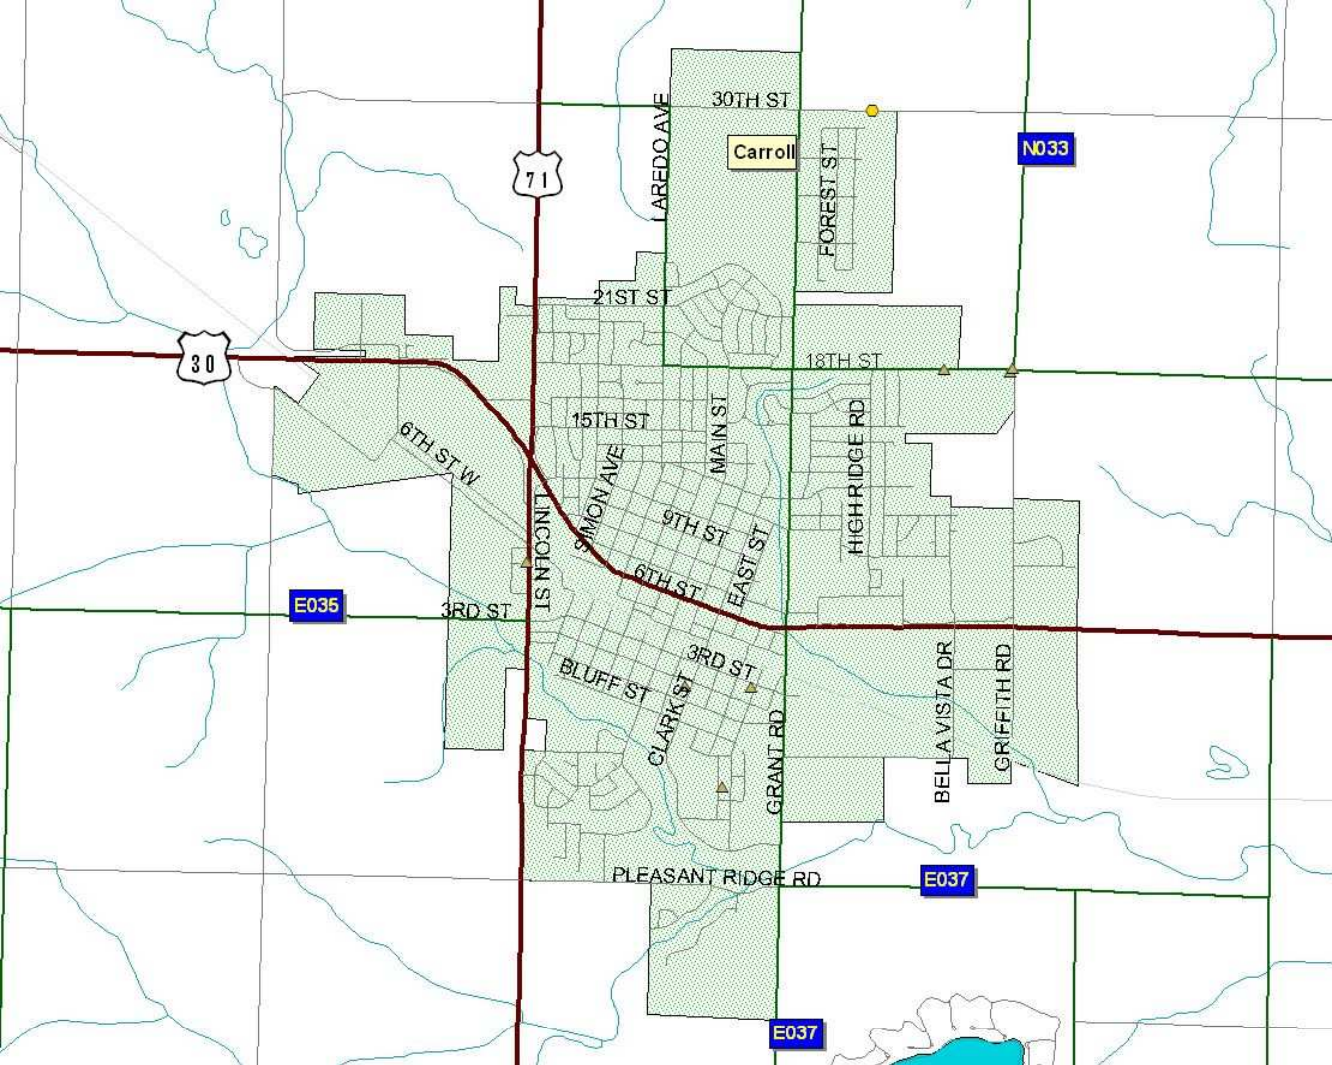 30TH ST
LAREDO AVE
Carroll
N033
71
FOREST ST
21ST ST
30
18TH ST
15TH ST
MAIN ST
HIGH RIDGE RD
6TH ST W
SIMON AVE
9TH ST
LINCOLN ST
EAST ST
6TH ST
E035
3RD ST
3RD ST
BLUFF ST
CLARK ST
GRANT RD
BELLA VISTA DR
GRIFFITH RD
PLEASANT RIDGE RD
E037
E037